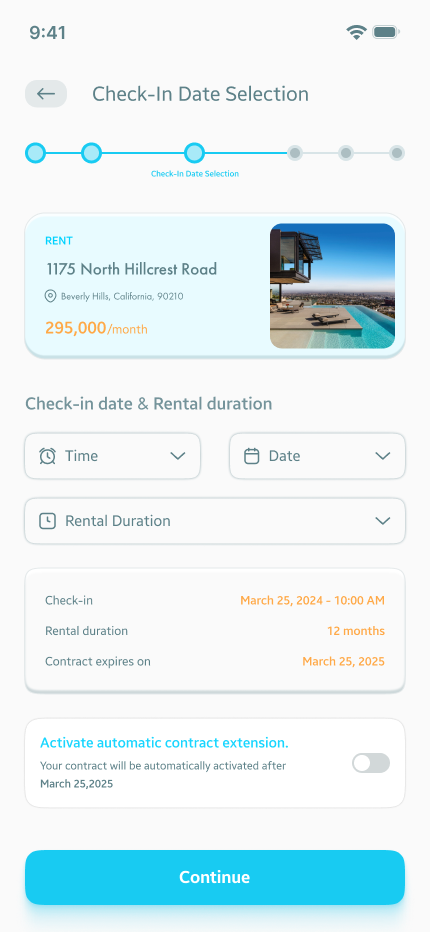 9:41
Check-In Date Selection
Check-In Date Selection
RENT
1175 North Hillcrest Road
Beverly Hills, California, 90210
295,000/month
Check-in date & Rental duration
Time
Date
Rental Duration
Check-in
March 25, 2024 - 10:00 AM
Rental duration
12 months
Contract expires on
March 25, 2025
Activate automatic contract extension.
Your contract will be automatically activated after
March 25,2025
Continue